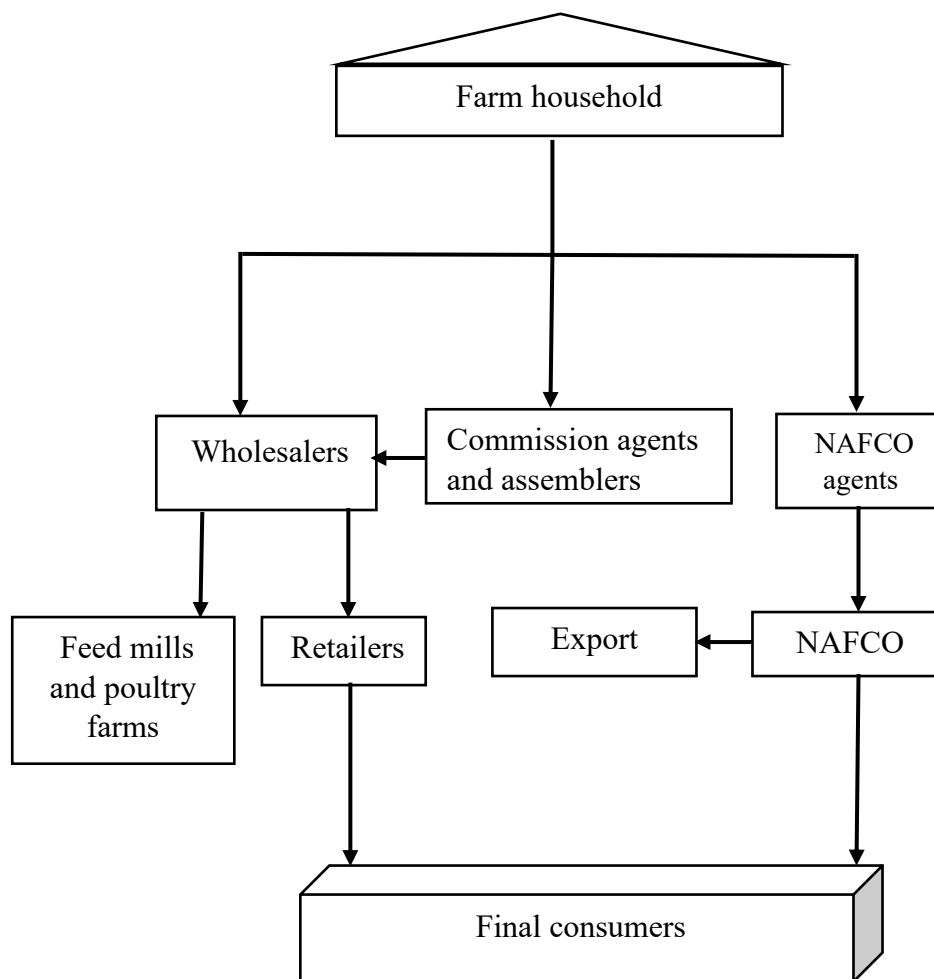 Farm household
Wholesalers
Commission agents
and assemblers
NAFCO
agents
Feed mills
and poultry
farms
Retailers
Export
NAFCO
Final consumers